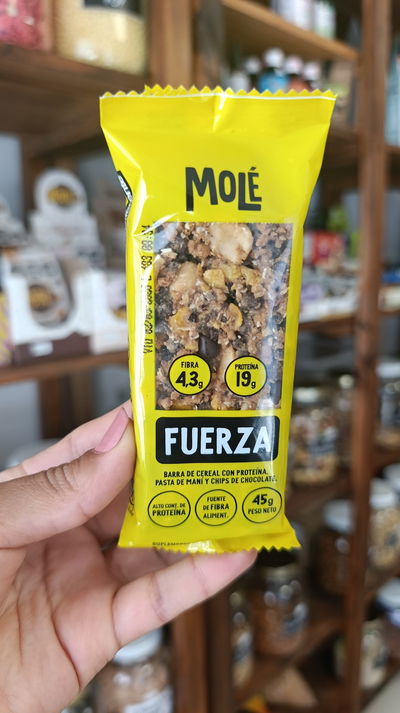 MOLÉ
FIBRA
4,3g
PROTEÍNA
19g
FUERZA
BARRA DE CEREAL CON PROTEÍNA,
PASTA DE MANÍ Y CHIPS DE CHOCOLATE.
ALTO CONT. DE
PROTEÍNA
FUENTE
DE FIBRA
ALIMENT.
45g
PESO NETO